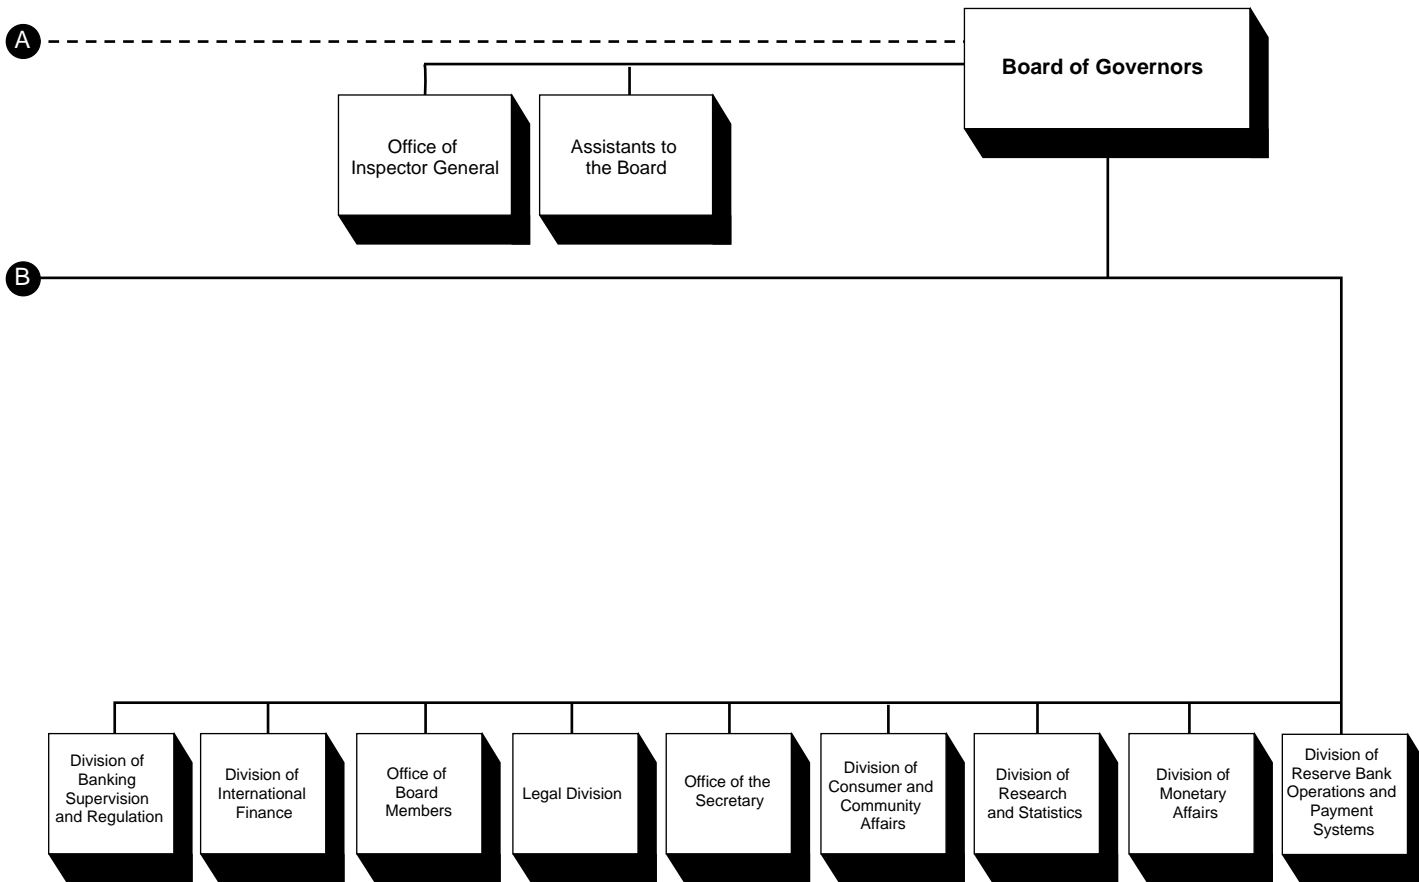 A
Board of Governors
Office of
Inspector General
Assistants to
the Board
B
Division of
Banking
Supervision
and Regulation
Division of
International
Finance
Office of
Board
Members
Legal Division
Office of the
Secretary
Division of
Consumer and
Community
Affairs
Division of
Research
and Statistics
Division of
Monetary
Affairs
Division of
Reserve Bank
Operations and
Payment
Systems